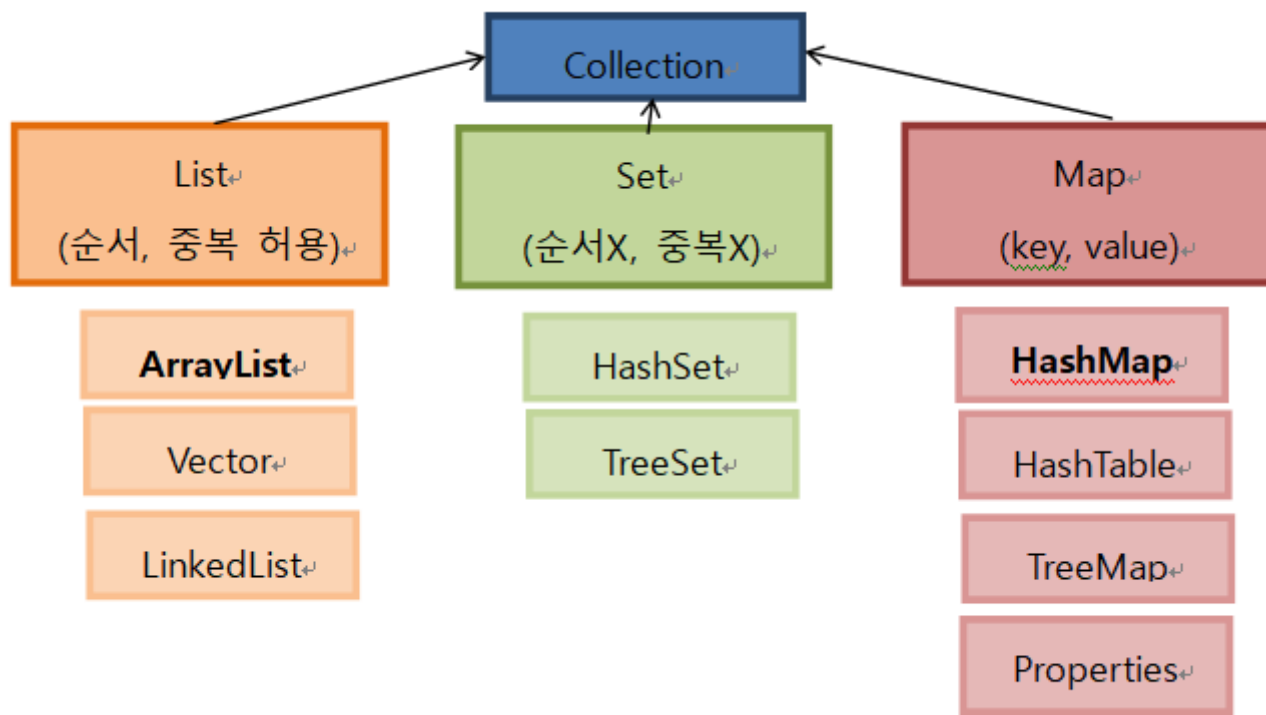 Collection
List
(순서, 중복 허용)
Set
(순서X, 중복X)
Map
(key, value)
ArrayList
Vector
LinkedList
HashSet
TreeSet
HashMap
HashTable
TreeMap
Properties